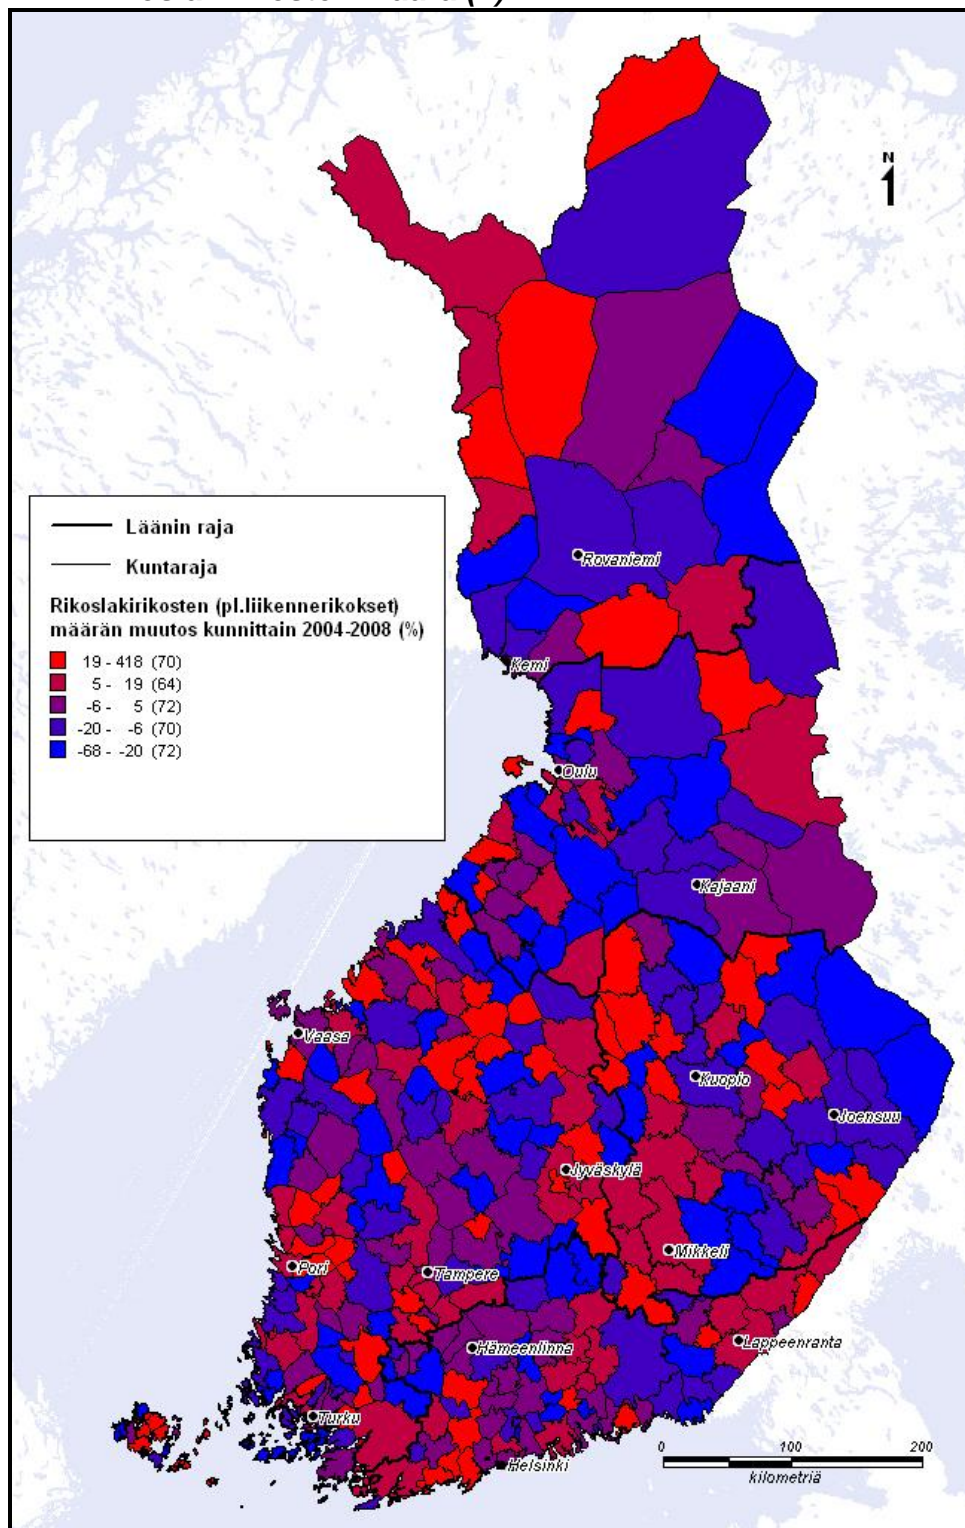 N
Läänin raja
Kuntaraja
Rikoslakirikosten (pl.liikennerikokset)
määrän muutos kunnittain 2004-2008 (%)
19 - 418 (70)
5 - 19 (64)
-6 - 5 (72)
-20 - -6 (70)
-68 - -20 (72)
Rovaniemi
Kemi
Oulu
Kajaani
Vaasa
Kuopio
Joensuu
Jyväskylä
Mikkeli
Pori
Tampere
Lappeenranta
Hämeenlinna
Turku
Helsinki
0 100 200
kilometriä